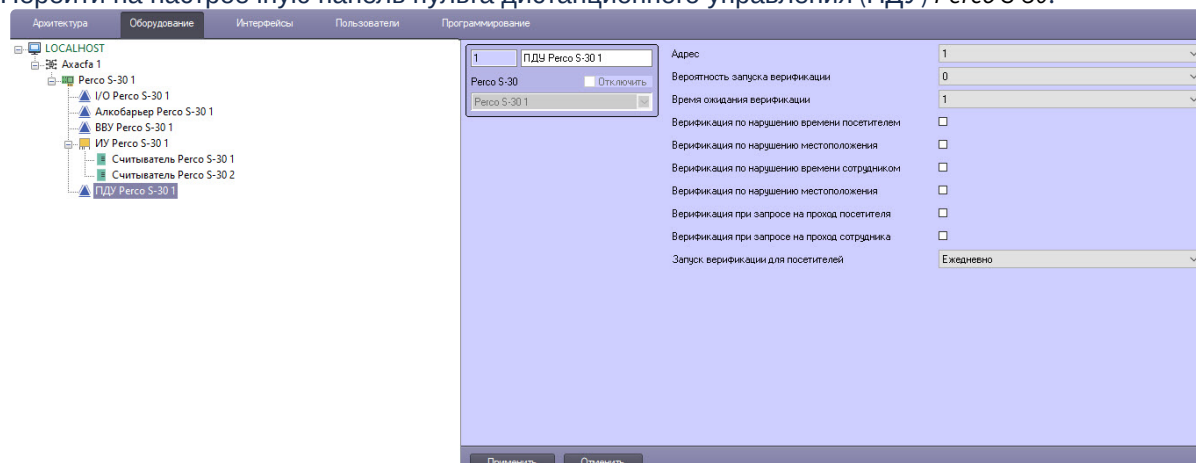 Перейти на настроечную панель пульта дистанционного управления (ПДУ) Perco S-30.
Архитектура Оборудование Интерфейсы Пользователи Программирование
LOCALHOST
Axacfa 1
Perco S-30 1
I/O Perco S-30 1
Алкобарьер Perco S-30 1
ВВУ Perco S-30 1
ИУ Perco S-30 1
Считыватель Perco S-30 1
Считыватель Perco S-30 2
ПДУ Perco S-30 1
1 ПДУ Perco S-30 1
Perco S-30 Отключить
Perco S-30 1
Адрес 1
Вероятность запуска верификации 0
Время ожидания верификации 1
Верификация по нарушению времени посетителем
Верификация по нарушению местоположения
Верификация по нарушению времени сотрудником
Верификация по нарушению местоположения
Верификация при запросе на проход посетителя
Верификация при запросе на проход сотрудника
Запуск верификации для посетителей Ежедневно
Применить Отменить